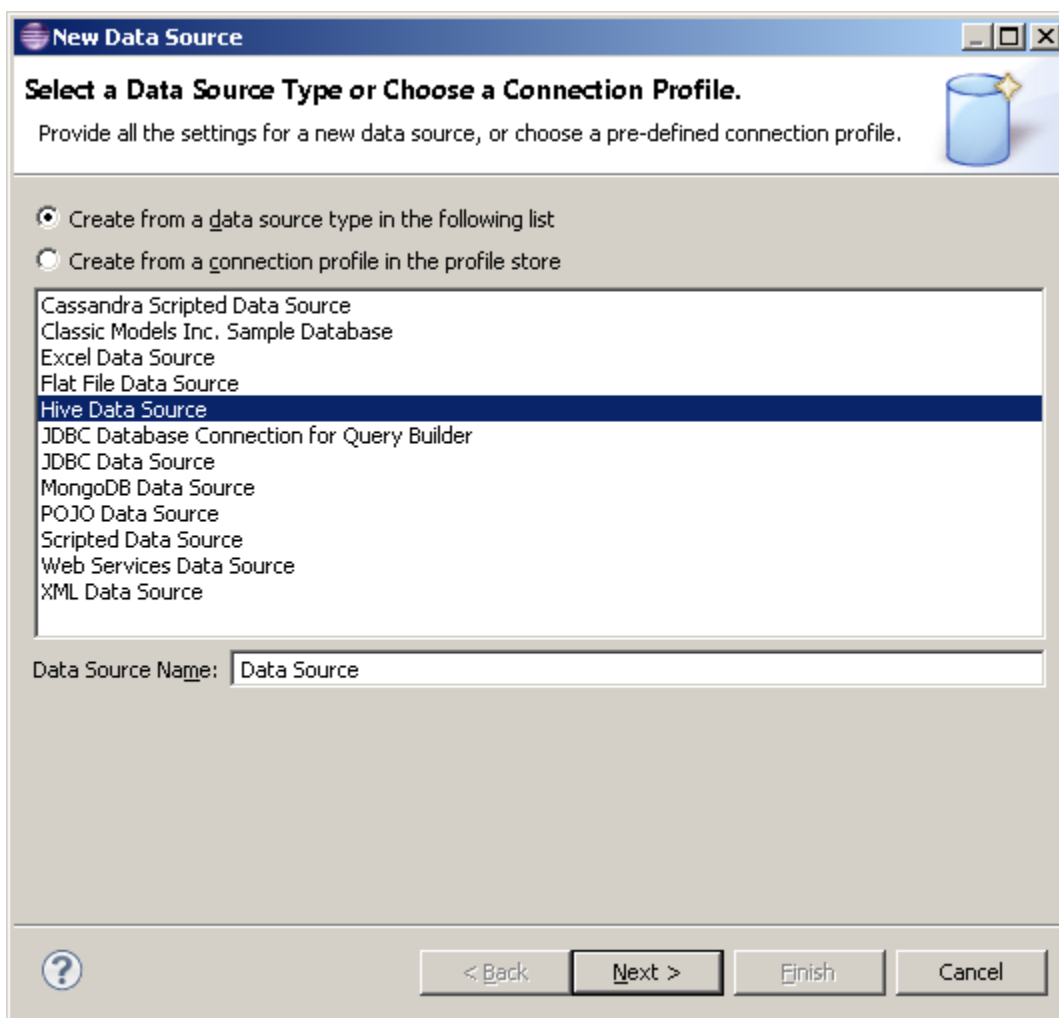 New Data Source
Select a Data Source Type or Choose a Connection Profile.
Provide all the settings for a new data source, or choose a pre-defined connection profile.
Create from a data source type in the following list
Create from a connection profile in the profile store
Cassandra Scripted Data Source
Classic Models Inc. Sample Database
Excel Data Source
Flat File Data Source
Hive Data Source
JDBC Database Connection for Query Builder
JDBC Data Source
MongoDB Data Source
POJO Data Source
Scripted Data Source
Web Services Data Source
XML Data Source
Data Source Name: Data Source
? < Back Next > Finish Cancel